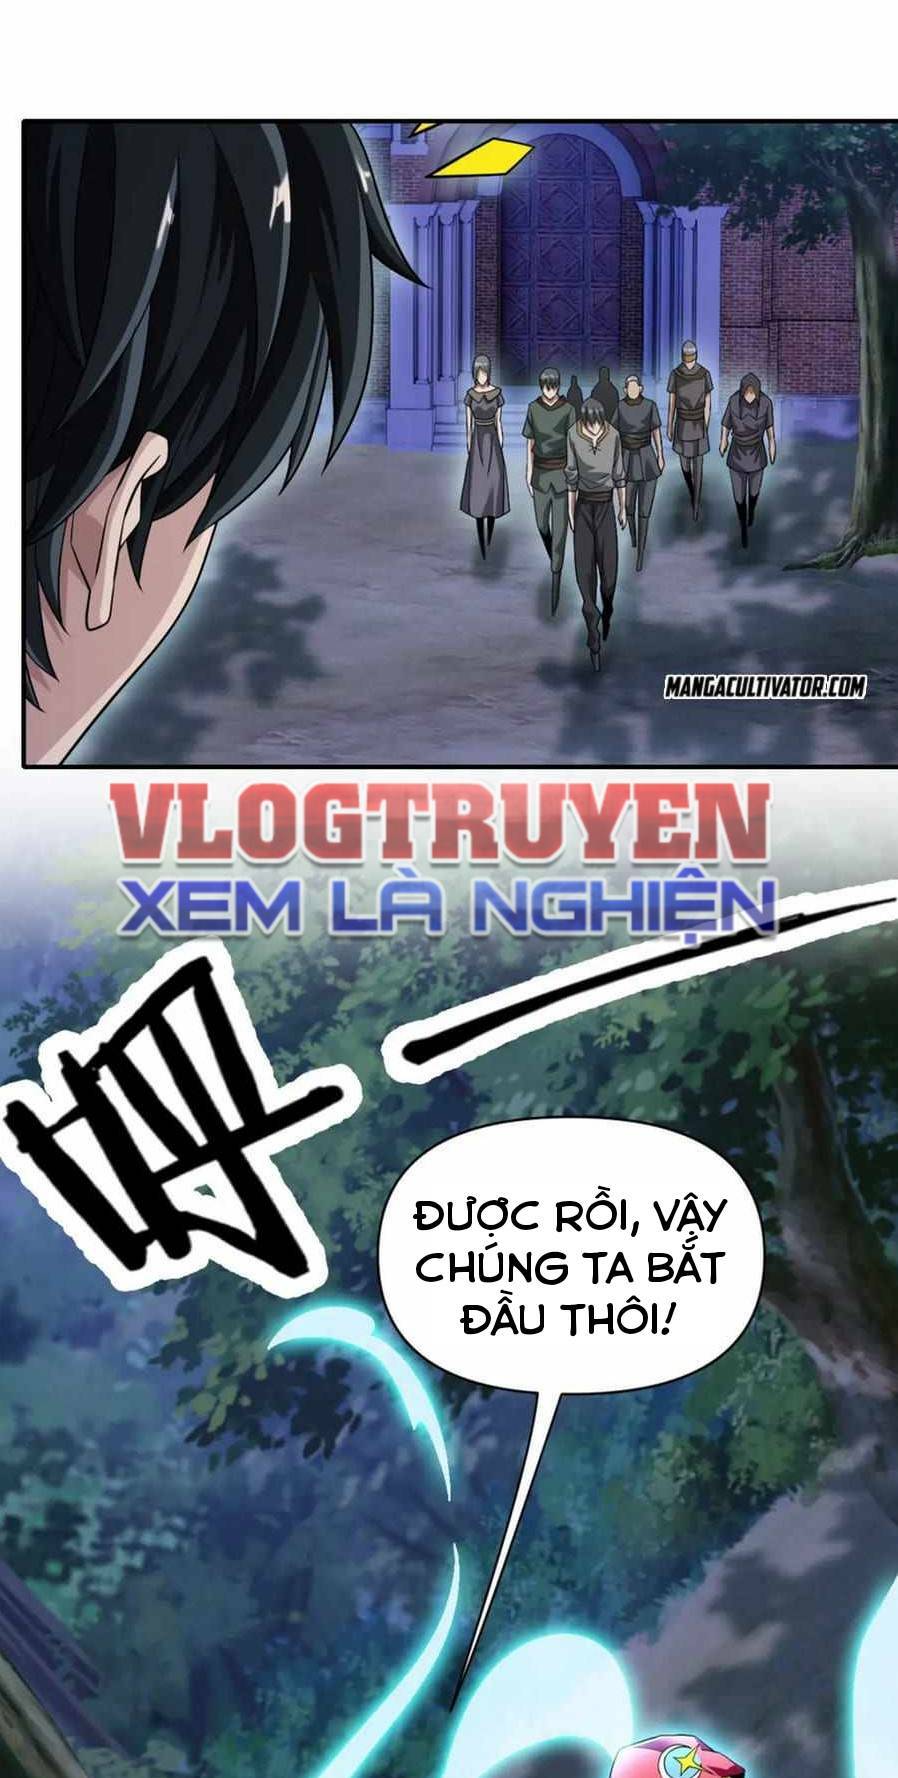 MANGACULTIVATOR.COM
VLOGTRUYEN
XEM LÀ NGHIỆN
ĐƯỢC RỒI, VẬY
CHÚNG TA BẮT
ĐẦU THÔI!